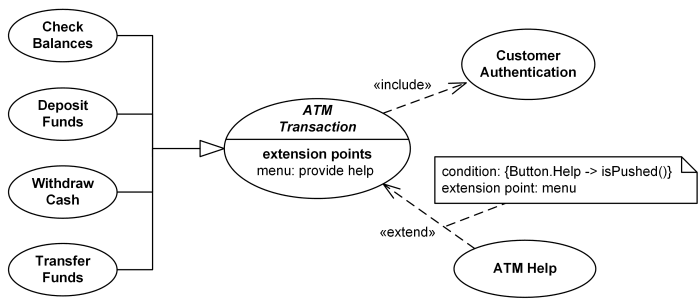 Check
Balances
Deposit
Funds
Withdraw
Cash
Transfer
Funds
ATM
Transaction
extension points
menu: provide help
«include»
Customer
Authentication
condition: {Button.Help -> isPushed()}
extension point: menu
«extend»
ATM Help